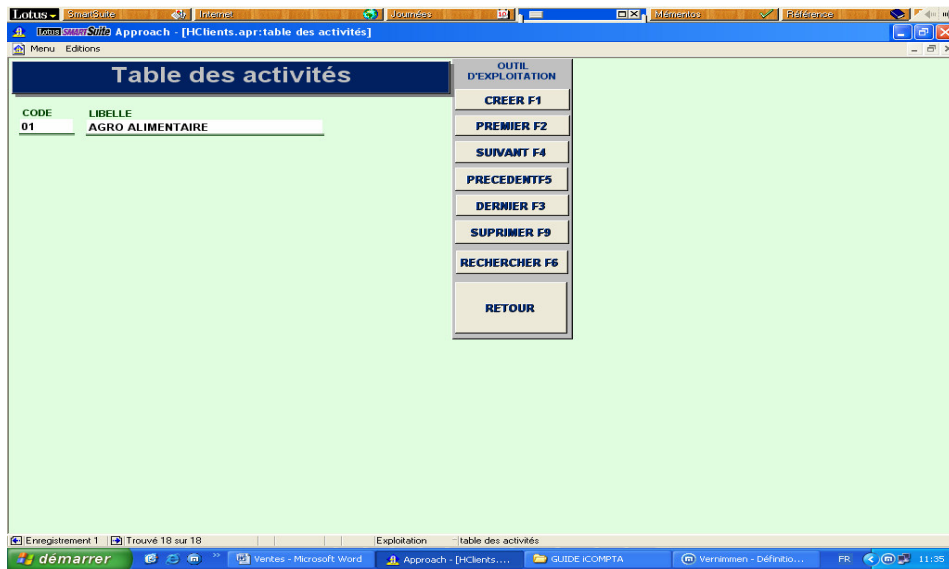 Lotus SmartSuite Internet Journées 10 Mémentos Référence
Lotus SMARTSuite Approach - [HClients.apr:table des activités]
Menu Editions
Table des activités
OUTIL
D'EXPLOITATION
CREER F1
CODE LIBELLE
01 AGRO ALIMENTAIRE
PREMIER F2
SUIVANT F4
PRECEDENTF5
DERNIER F3
SUPRIMER F9
RECHERCHER F6
RETOUR
Enregistrement 1 Trouvé 18 sur 18 Exploitation table des activités
démarrer Ventes - Microsoft Word Approach - [HClients.... GUIDE iCOMPTA Vernimmen - Définitio... FR 11:35